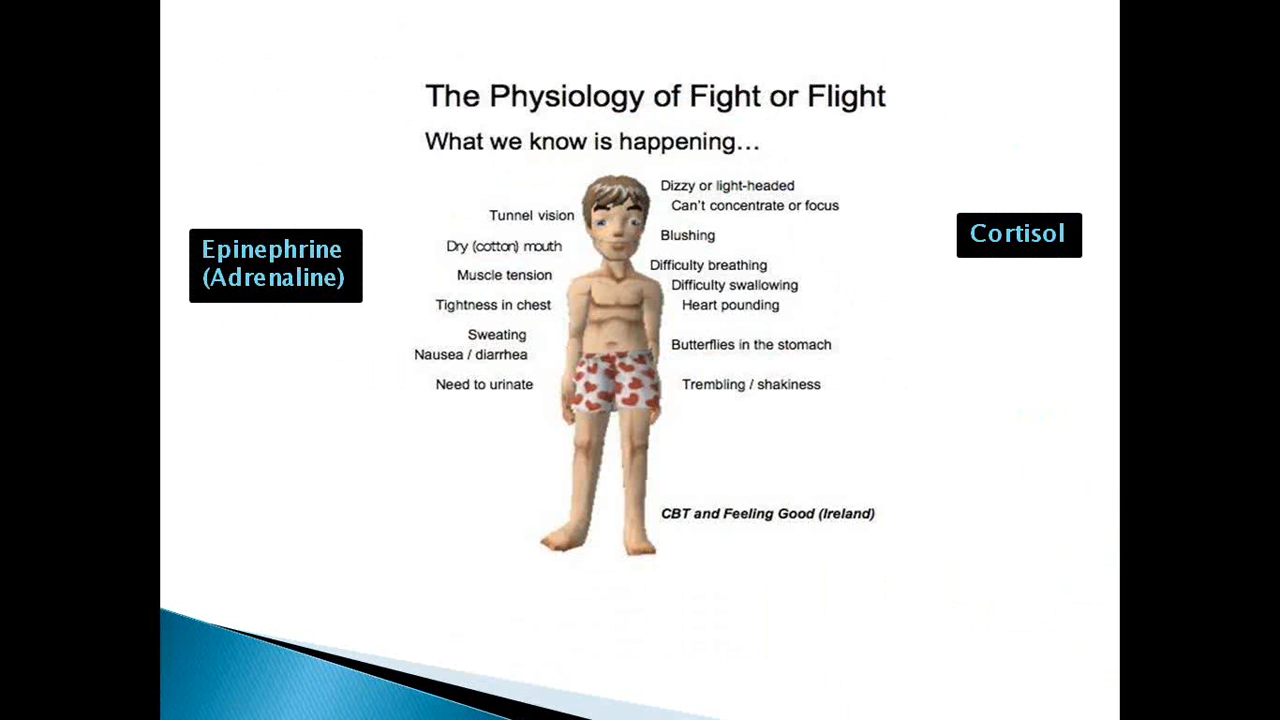 The Physiology of Fight or Flight
What we know is happening…
Epinephrine
(Adrenaline)
Tunnel vision
Dry (cotton) mouth
Muscle tension
Tightness in chest
Sweating
Nausea / diarrhea
Need to urinate
Dizzy or light-headed
Can't concentrate or focus
Blushing
Difficulty breathing
Difficulty swallowing
Heart pounding
Butterflies in the stomach
Trembling / shakiness
Cortisol
CBT and Feeling Good (Ireland)